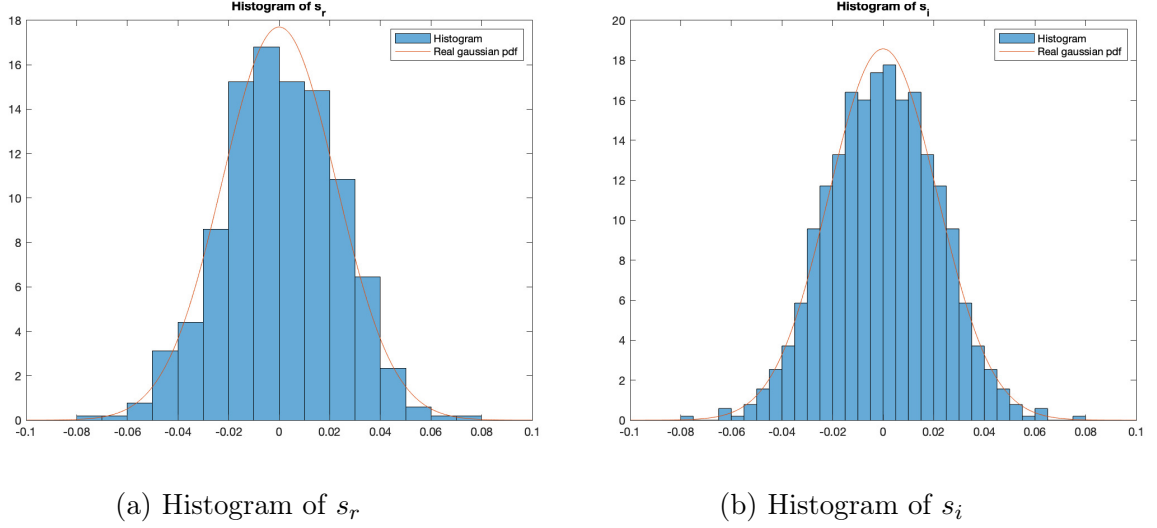 Histogram of s_r
18
16
14
12
10
8
6
4
2
0
-0.1 -0.08 -0.06 -0.04 -0.02 0 0.02 0.04 0.06 0.08 0.1
Histogram
Real gaussian pdf
(a) Histogram of s_r
Histogram of s_i
20
18
16
14
12
10
8
6
4
2
0
-0.1 -0.08 -0.06 -0.04 -0.02 0 0.02 0.04 0.06 0.08 0.1
Histogram
Real gaussian pdf
(b) Histogram of s_i